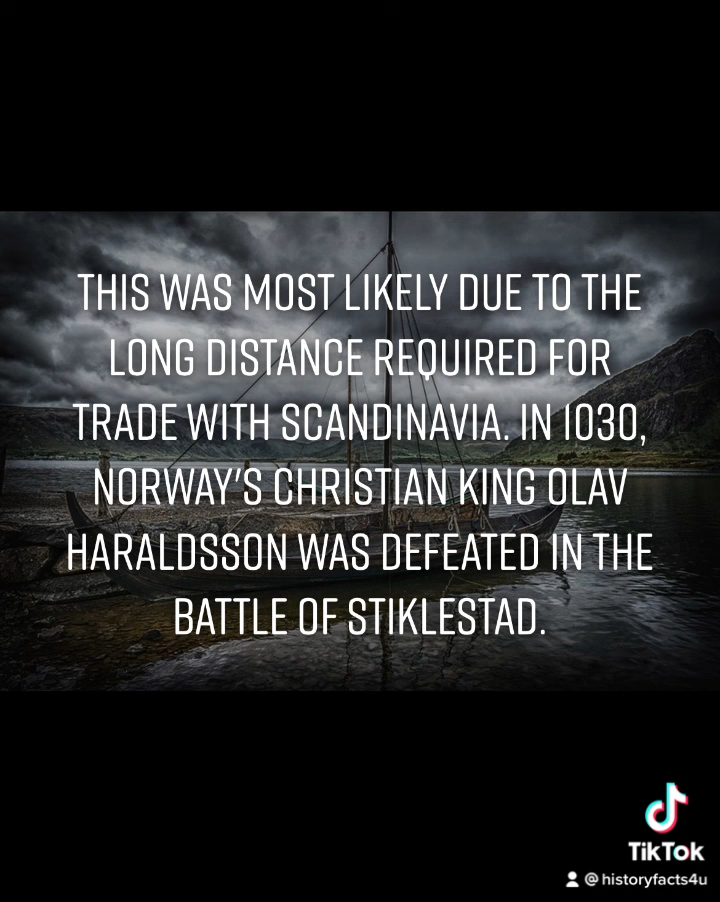 THIS WAS MOST LIKELY DUE TO THE
LONG DISTANCE REQUIRED FOR
TRADE WITH SCANDINAVIA. IN 1030,
NORWAY'S CHRISTIAN KING OLAV
HARALDSSON WAS DEFEATED IN THE
BATTLE OF STIKLESTAD.
TikTok
@historyfacts4u